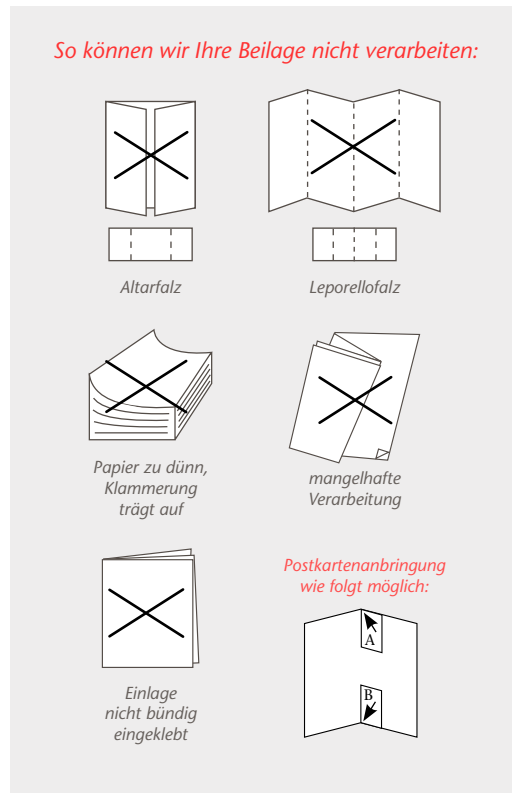 So können wir Ihre Beilage nicht verarbeiten:
Altarfalz
Leporellofalz
Papier zu dünn,
Klammerung
trägt auf
mangelhafte
Verarbeitung
Einlage
nicht bündig
eingeklebt
Postkartenanbringung
wie folgt möglich:
A
B